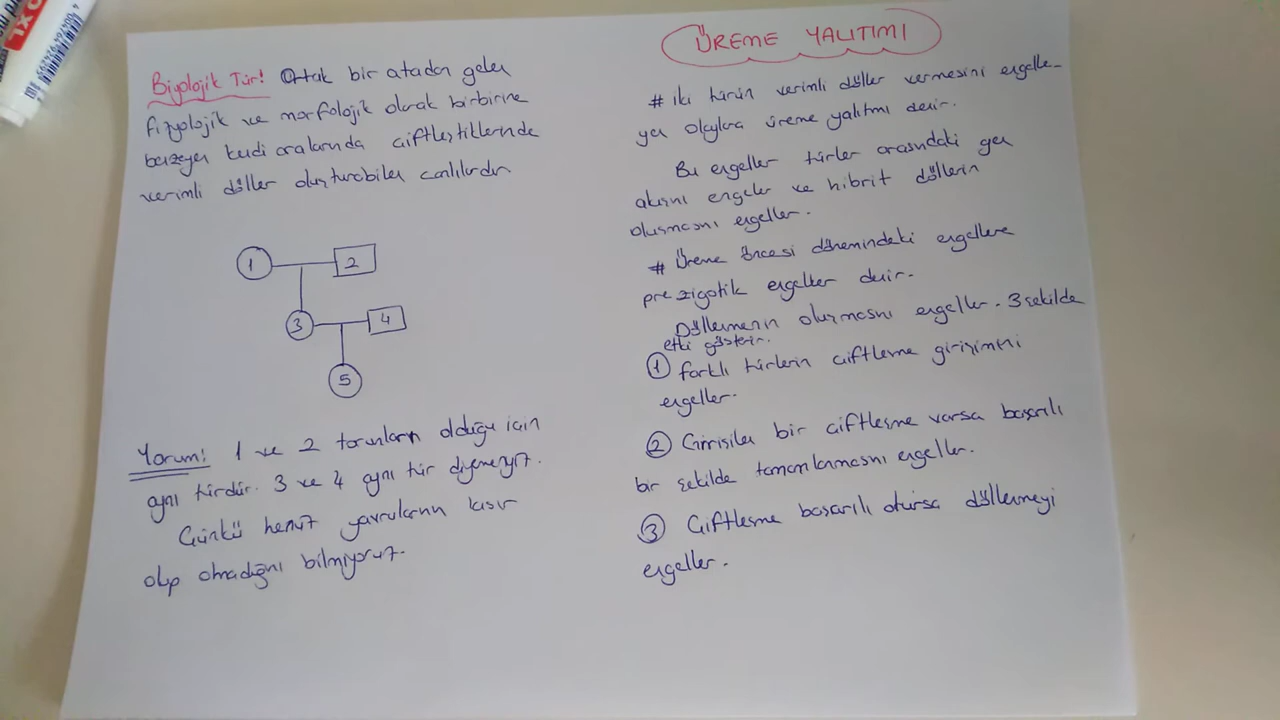 Biyolojik Tür! Ortak bir atadan gelen
fizyolojik ve morfolojik olarak birbirine
benzeyen kendi aralarında çiftleştiklerinde
verimli döller oluşturabilen canlılardır.
1
2
3
4
5
Yorum! 1 ve 2 torunların olduğu için
aynı türdür. 3 ve 4 aynı tür diyemeyiz.
Çünkü henüz yavrularının kısır
olup olmadığını bilmiyoruz.
ÜREME YALITIMI
# iki türün verimli döller vermesini engelle-
yen olaylara üreme yalıtımı denir.
Bu engeller türler arasındaki gen
akışını engeller ve hibrit döllerin
oluşmasını engeller.
# Üreme öncesi dönemindeki engellere
prezigotik engeller denir.
Döllenmenin oluşmasını engeller. 3 şekilde
etki gösterir.
1 farklı türlerin çiftleşme girişimini
engeller.
2 Girişilen bir çiftleşme varsa başarılı
bir şekilde tamamlanmasını engeller.
3 Çiftleşme başarılı olursa döllenmeyi
engeller.